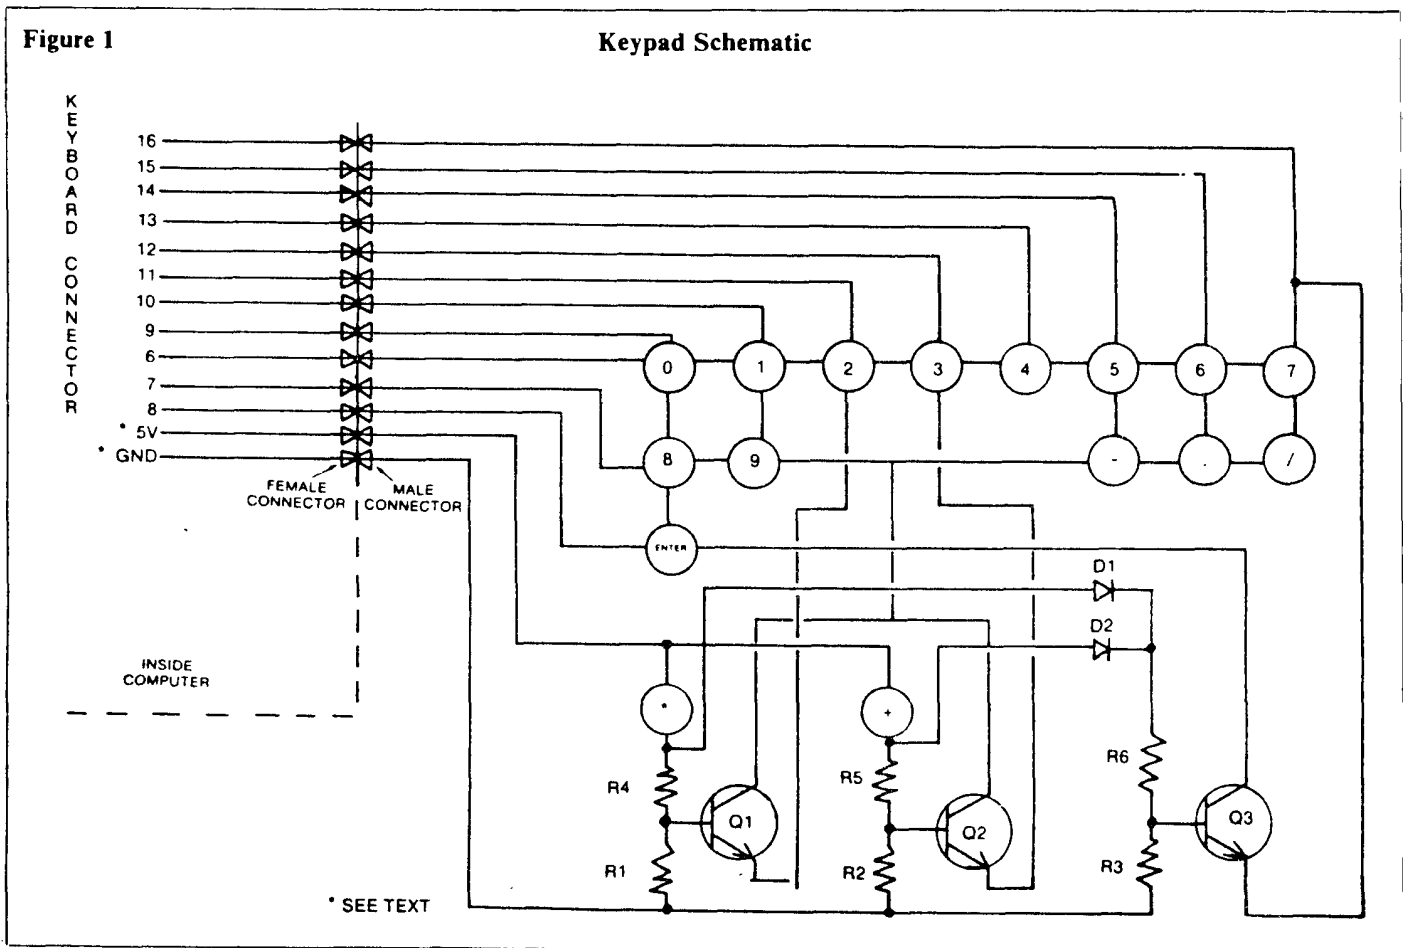 Figure 1
Keypad Schematic
KEYBOARD CONNECTOR
16
15
14
13
12
11
10
9
6
7
8
* 5V
* GND
FEMALE
CONNECTOR
MALE
CONNECTOR
0
1
2
3
4
5
6
7
8
9
-
.
/
ENTER
D1
D2
INSIDE
COMPUTER
*
+
R4
R5
R6
Q1
Q2
Q3
R1
R2
R3
* SEE TEXT